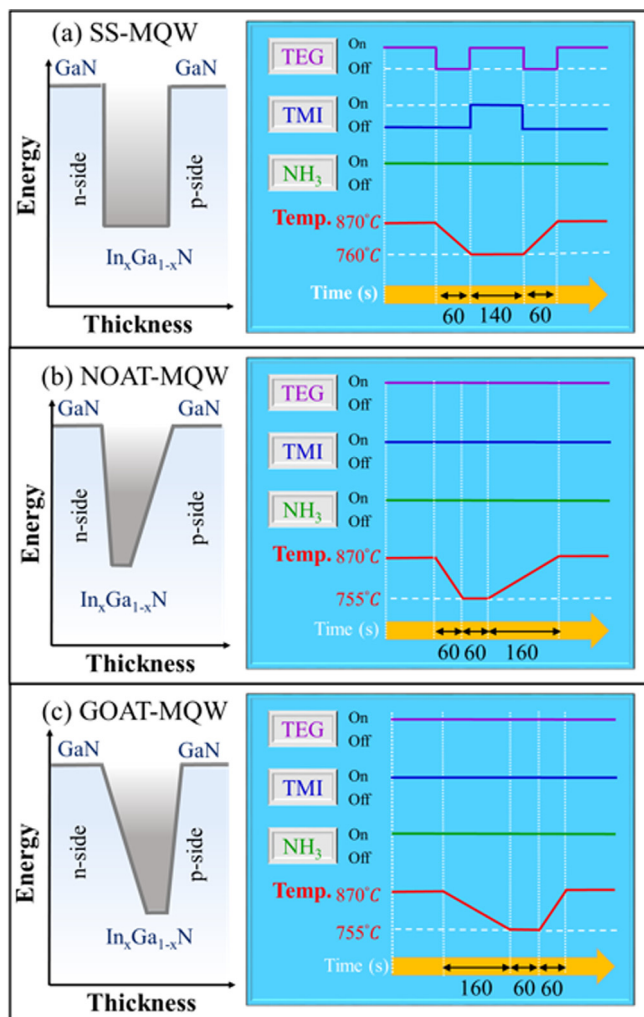 (a) SS-MQW
GaN GaN
Energy
n-side
p-side
InₓGa₁₋ₓN
Thickness
TEG On
Off
TMI On
Off
NH₃ On
Off
Temp. 870°C
760°C
Time (s)
60 140 60
(b) NOAT-MQW
GaN GaN
Energy
n-side
p-side
InₓGa₁₋ₓN
Thickness
TEG On
Off
TMI On
Off
NH₃ On
Off
Temp. 870°C
755°C
Time (s)
60 60 160
(c) GOAT-MQW
GaN GaN
Energy
n-side
p-side
InₓGa₁₋ₓN
Thickness
TEG On
Off
TMI On
Off
NH₃ On
Off
Temp. 870°C
755°C
Time (s)
160 60 60